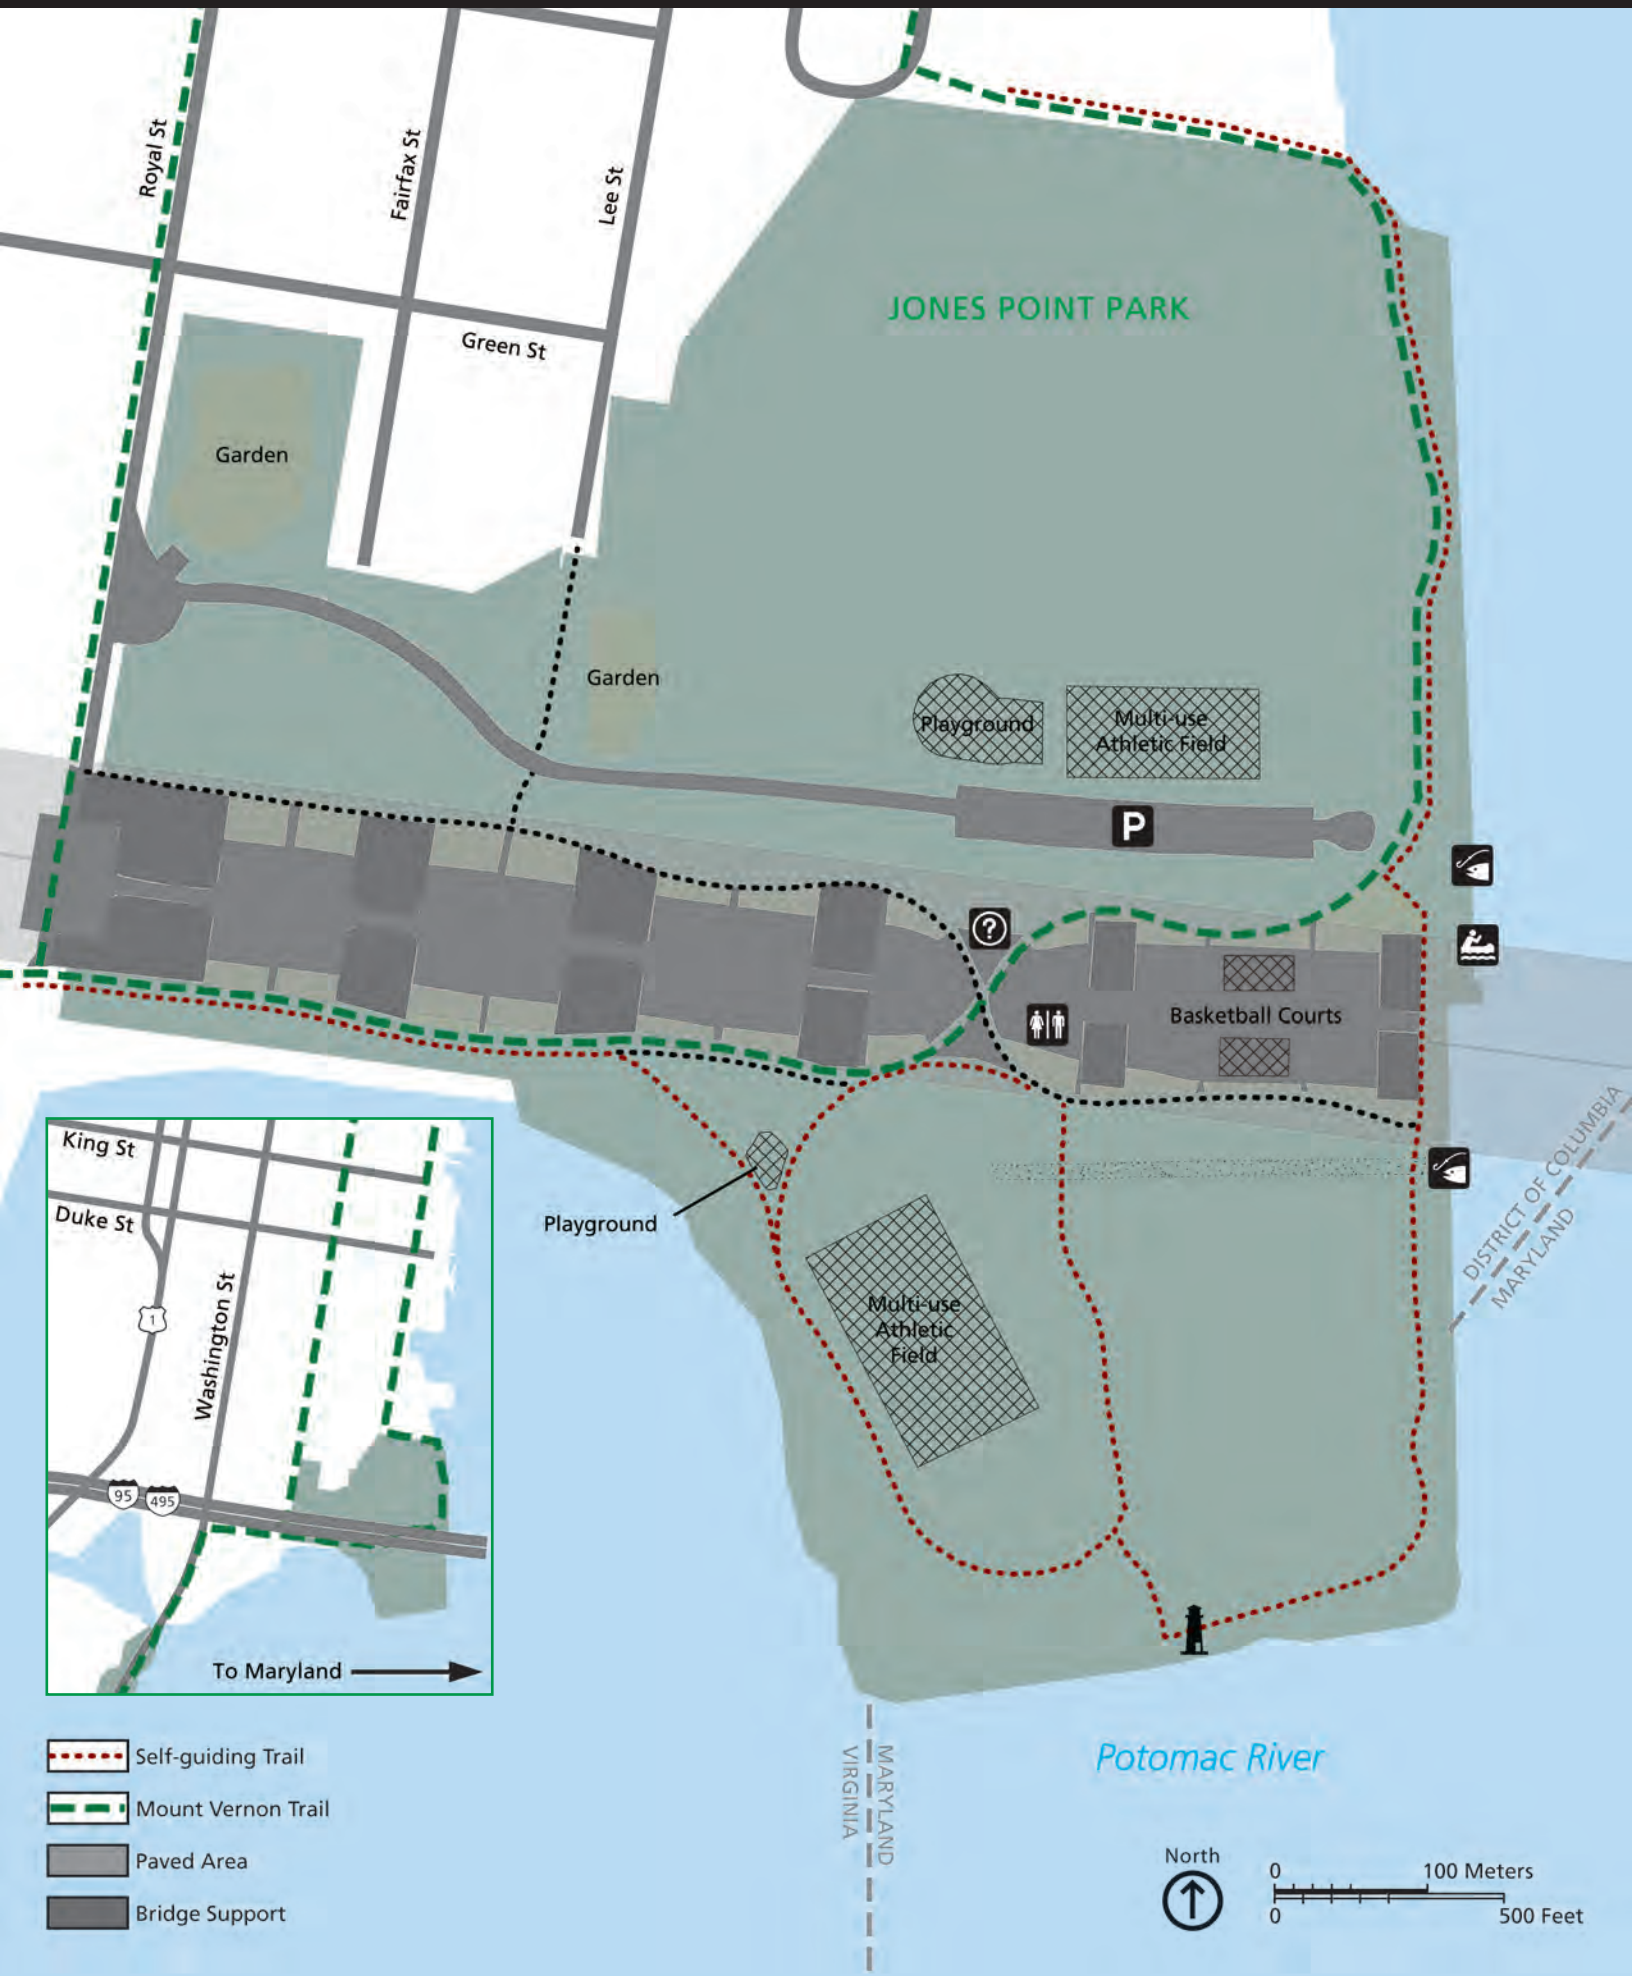 Royal St
Fairfax St
Lee St
JONES POINT PARK
Green St
Garden
Garden
Playground
Multi-use
Athletic Field
P
?
Basketball Courts
DISTRICT OF COLUMBIA
MARYLAND
Playground
Multi-use
Athletic
Field
King St
Duke St
Washington St
1
95
495
To Maryland
Self-guiding Trail
Mount Vernon Trail
Paved Area
Bridge Support
VIRGINIA
MARYLAND
Potomac River
North
0
100 Meters
0
500 Feet